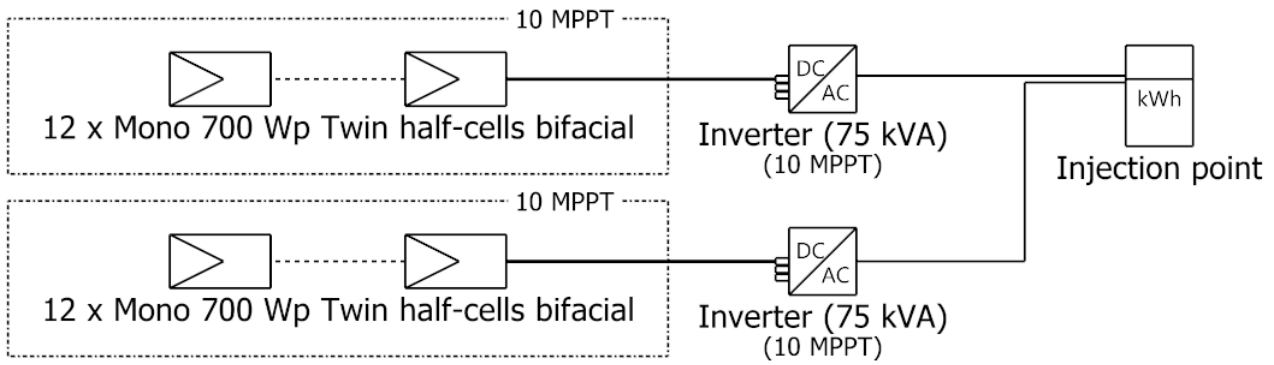 10 MPPT
12 x Mono 700 Wp Twin half-cells bifacial
DC
AC
Inverter (75 kVA)
(10 MPPT)
kWh
Injection point
10 MPPT
12 x Mono 700 Wp Twin half-cells bifacial
DC
AC
Inverter (75 kVA)
(10 MPPT)